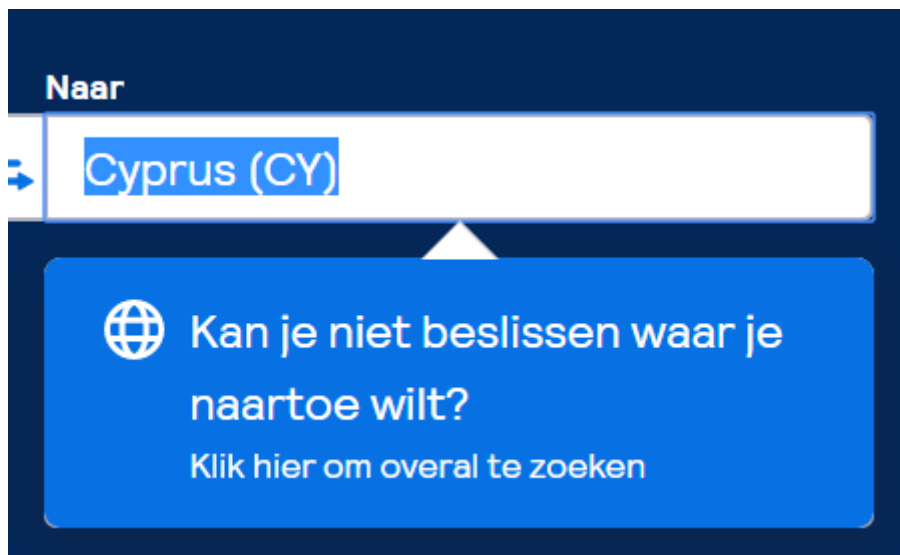 Naar
Cyprus (CY)
Kan je niet beslissen waar je
naartoe wilt?
Klik hier om overal te zoeken